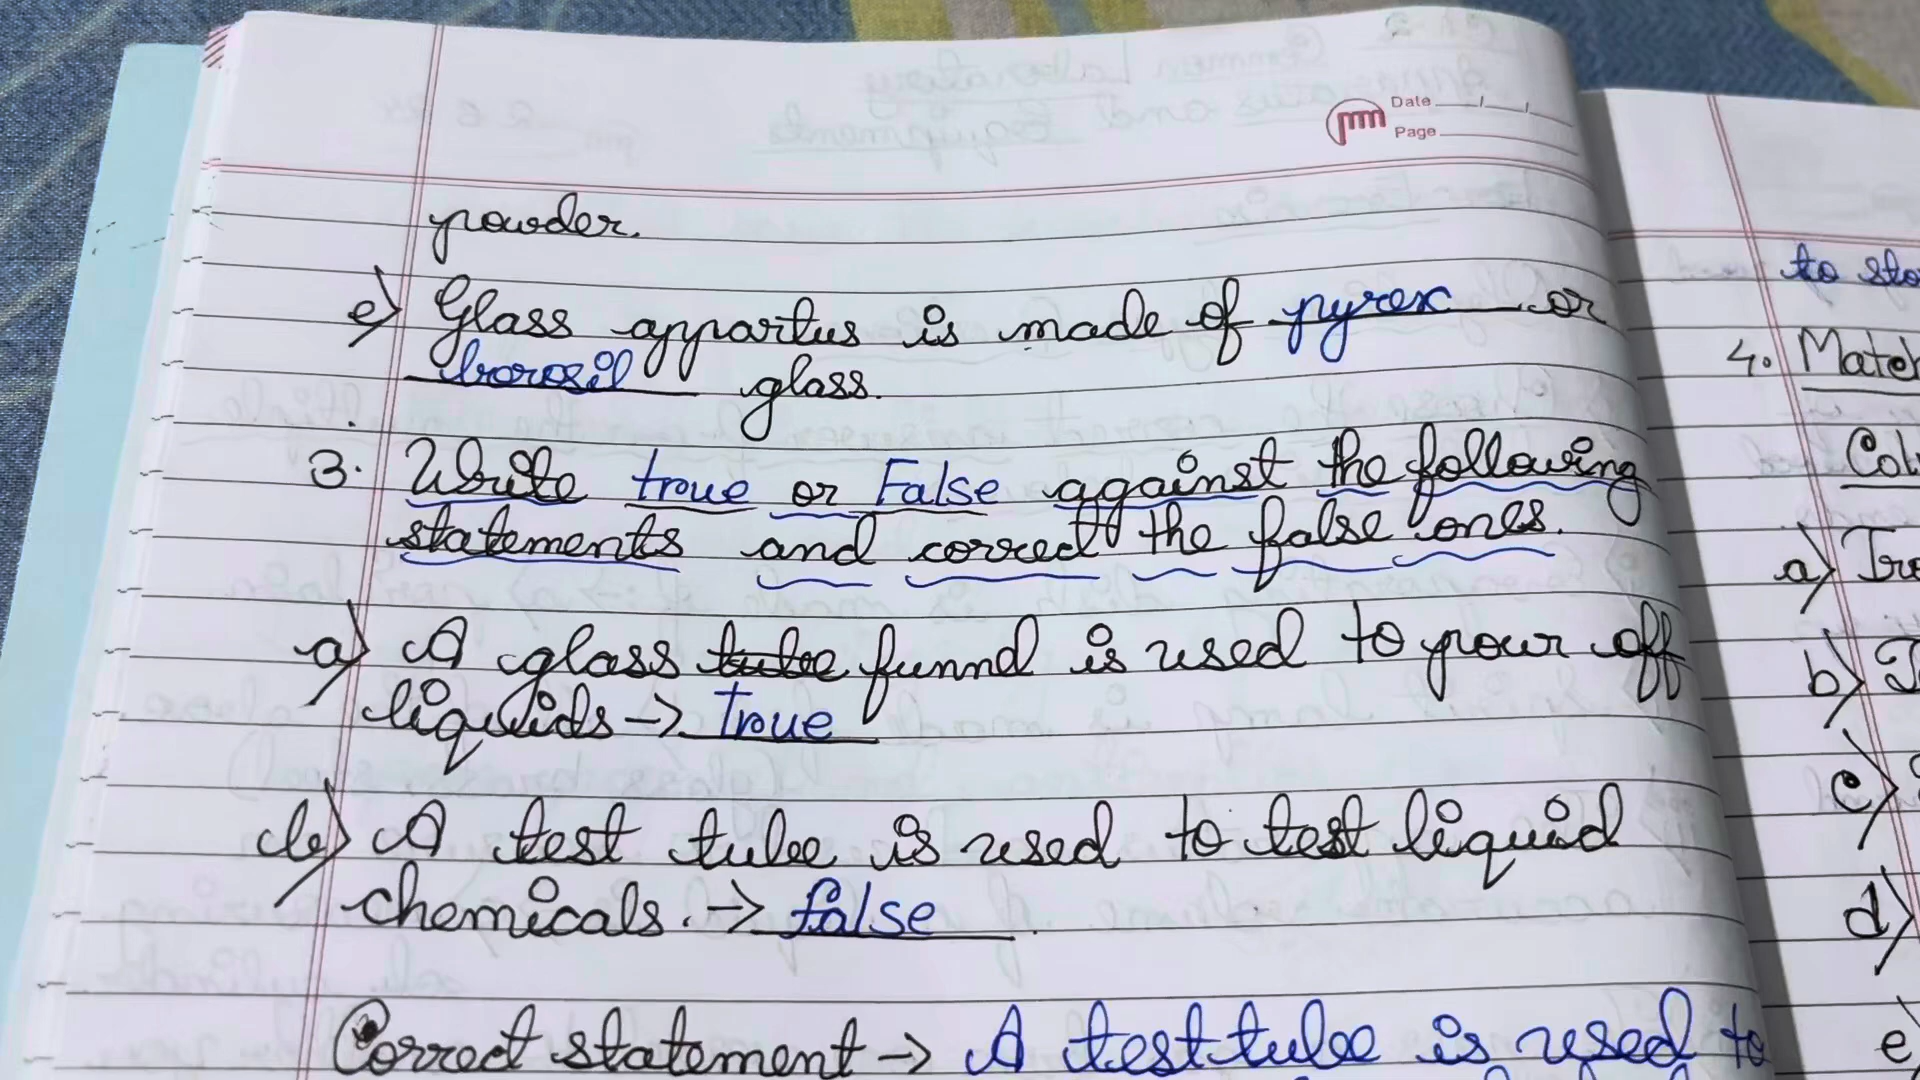 Date
Page
powder.
e) Glass appartus is made of pyrex or
borosil glass.
3. Write true or False against the following
statements and correct the false ones.
a) A glass tube funnel is used to pour off
liquids -> True
b) A test tube is used to test liquid
chemicals. -> false
Correct statement -> A test tube is used to
to sto
4. Match
Col
a) Iro
b) T
c)
d)
e)